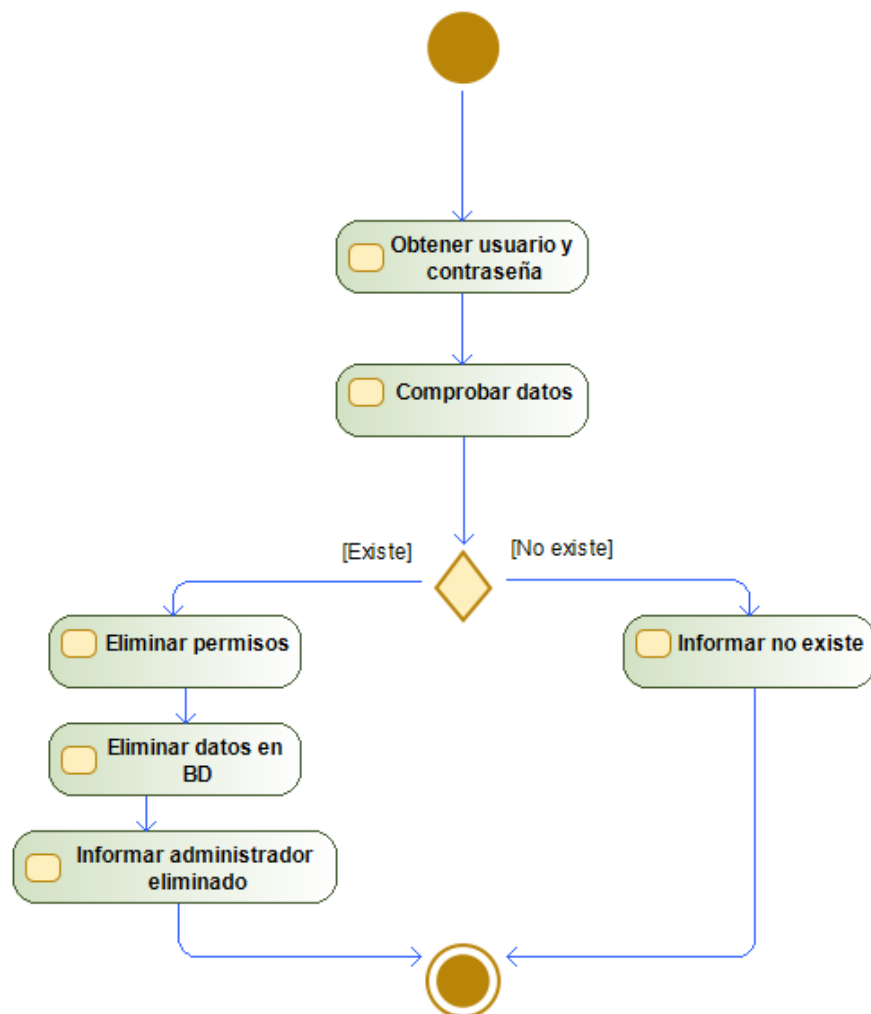 Obtener usuario y
contraseña
Comprobar datos
[Existe]
[No existe]
Eliminar permisos
Informar no existe
Eliminar datos en
BD
Informar administrador
eliminado